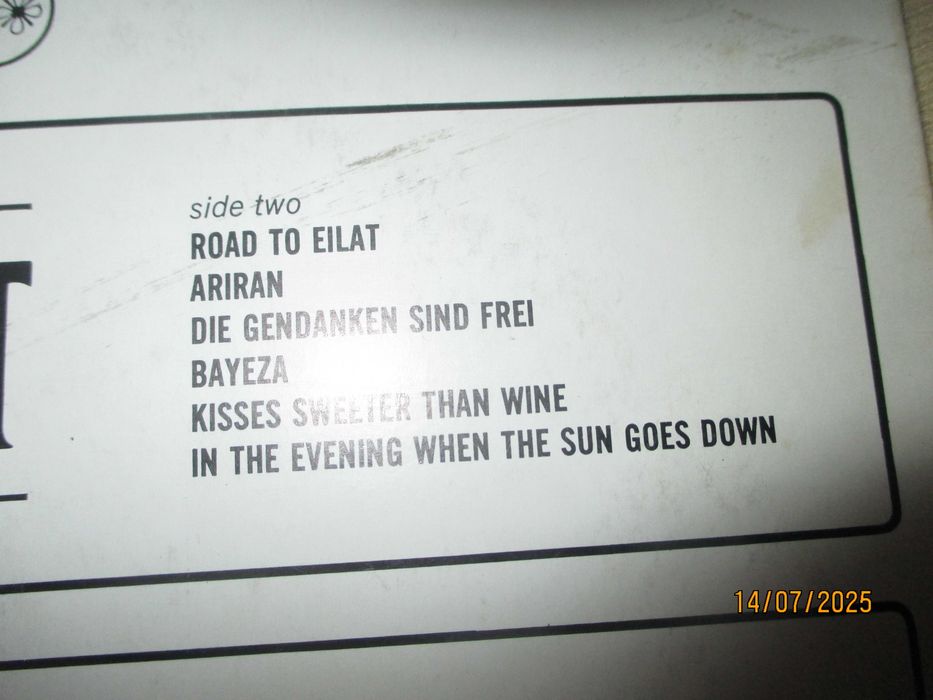 side two
ROAD TO EILAT
ARIRAN
DIE GENDANKEN SIND FREI
BAYEZA
KISSES SWEETER THAN WINE
IN THE EVENING WHEN THE SUN GOES DOWN
14/07/2025